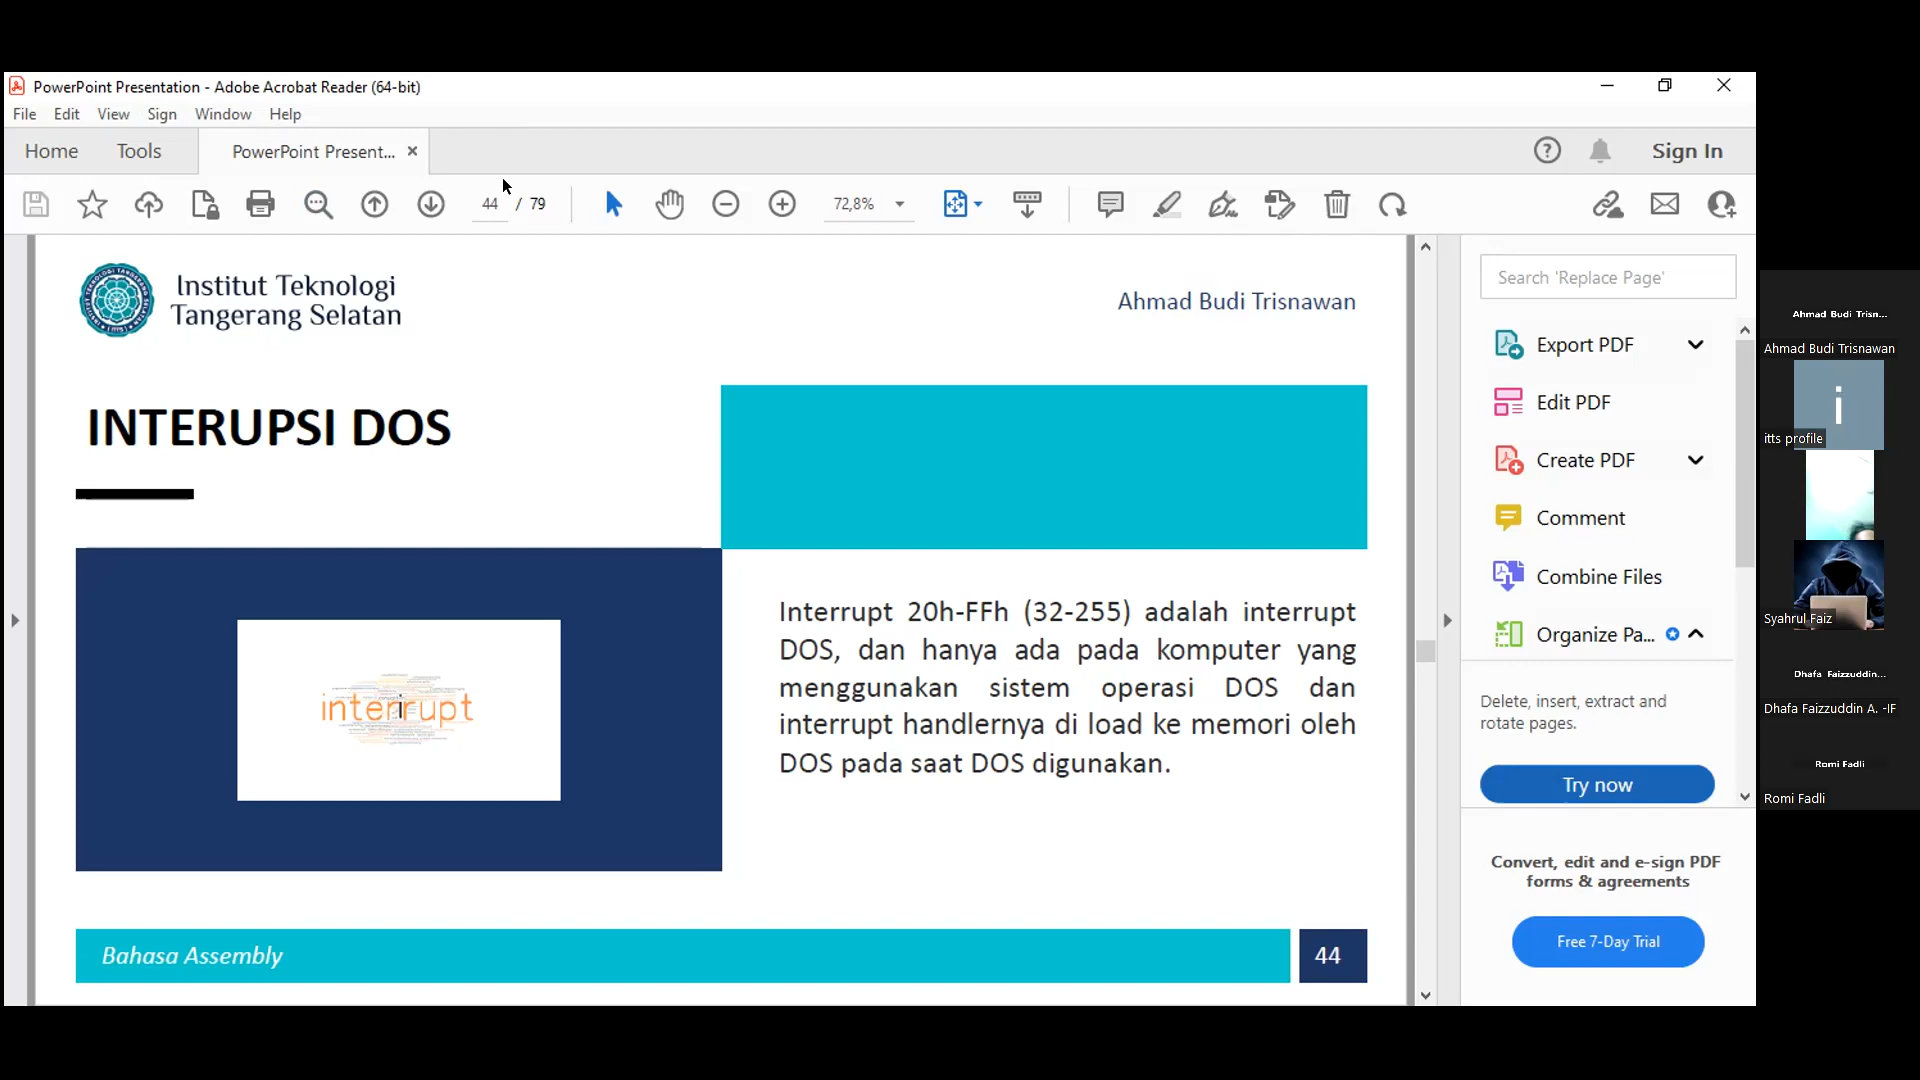 PowerPoint Presentation - Adobe Acrobat Reader (64-bit)
File Edit View Sign Window Help
Home Tools PowerPoint Present... Sign In
44 / 79 72,8%
Institut Teknologi
Tangerang Selatan
Ahmad Budi Trisnawan
INTERUPSI DOS
interrupt
Interrupt 20h-FFh (32-255) adalah interrupt
DOS, dan hanya ada pada komputer yang
menggunakan sistem operasi DOS dan
interrupt handlernya di load ke memori oleh
DOS pada saat DOS digunakan.
Bahasa Assembly
44
Search 'Replace Page'
Export PDF
Edit PDF
Create PDF
Comment
Combine Files
Organize Pa...
Delete, insert, extract and
rotate pages.
Try now
Convert, edit and e-sign PDF
forms & agreements
Free 7-Day Trial
Ahmad Budi Trisn...
Ahmad Budi Trisnawan
i
itts profile
Syahrul Faiz
Dhafa Faizzuddin...
Dhafa Faizzuddin A. -IF
Romi Fadli
Romi Fadli